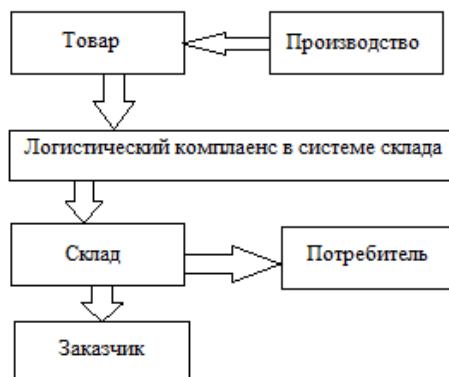 Товар
Производство
Логистический комплаенс в системе склада
Склад
Потребитель
Заказчик